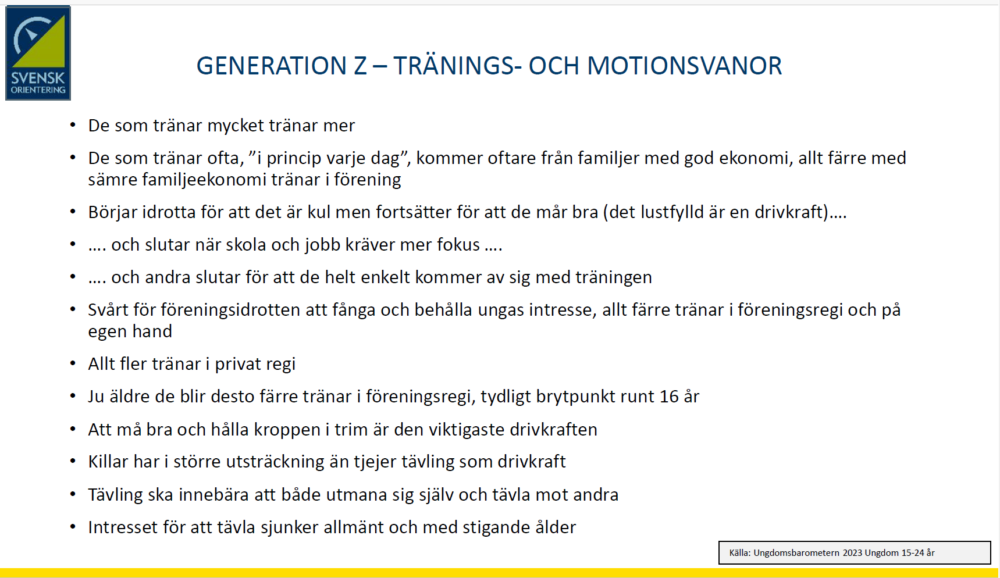 SVENSK
ORIENTERING
GENERATION Z – TRÄNINGS- OCH MOTIONSVANOR
• De som tränar mycket tränar mer
• De som tränar ofta, ”i princip varje dag”, kommer oftare från familjer med god ekonomi, allt färre med
sämre familjeekonomi tränar i förening
• Börjar idrotta för att det är kul men fortsätter för att de mår bra (det lustfylld är en drivkraft)....
• .... och slutar när skola och jobb kräver mer fokus ....
• .... och andra slutar för att de helt enkelt kommer av sig med träningen
• Svårt för föreningsidrotten att fånga och behålla ungas intresse, allt färre tränar i föreningsregi och på
egen hand
• Allt fler tränar i privat regi
• Ju äldre de blir desto färre tränar i föreningsregi, tydligt brytpunkt runt 16 år
• Att må bra och hålla kroppen i trim är den viktigaste drivkraften
• Killar har i större utsträckning än tjejer tävling som drivkraft
• Tävling ska innebära att både utmana sig själv och tävla mot andra
• Intresset för att tävla sjunker allmänt och med stigande ålder
Källa: Ungdomsbarometern 2023 Ungdom 15-24 år